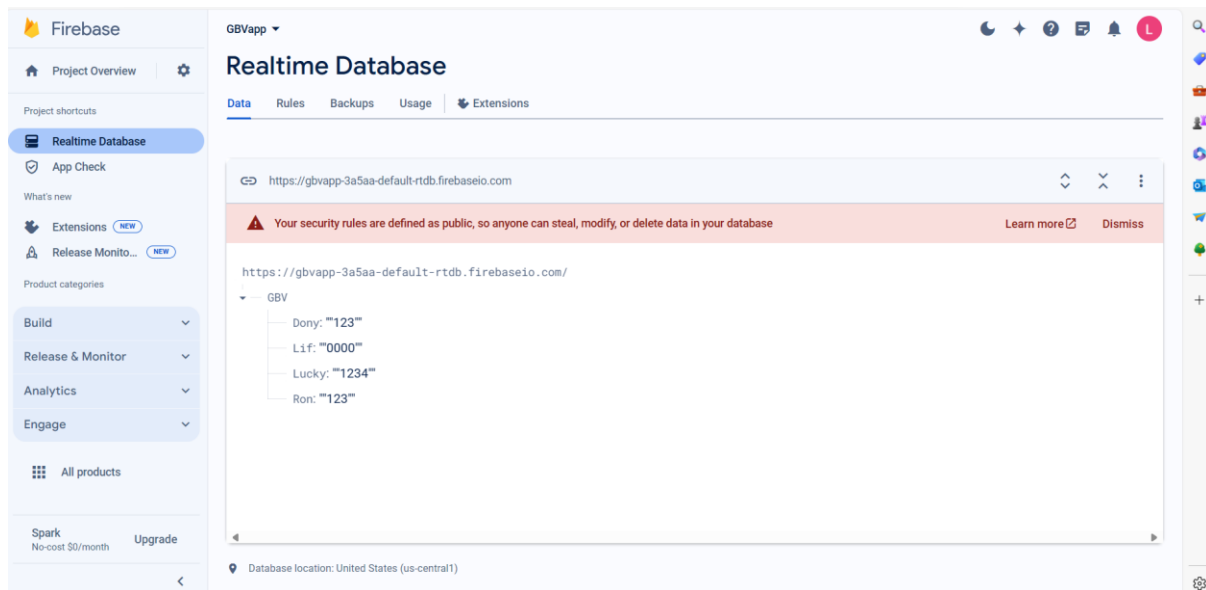 Firebase
GBVapp
L
Project Overview
Realtime Database
Data Rules Backups Usage Extensions
Project shortcuts
Realtime Database
App Check
What's new
Extensions NEW
Release Monito... NEW
Product categories
Build
Release & Monitor
Analytics
Engage
All products
Spark
No-cost $0/month
Upgrade
https://gbvapp-3a5aa-default-rtdb.firebaseio.com
Your security rules are defined as public, so anyone can steal, modify, or delete data in your database Learn more Dismiss
https://gbvapp-3a5aa-default-rtdb.firebaseio.com/
GBV
Dony: ""123""
Lif: ""0000""
Lucky: ""1234""
Ron: ""123""
Database location: United States (us-central1)